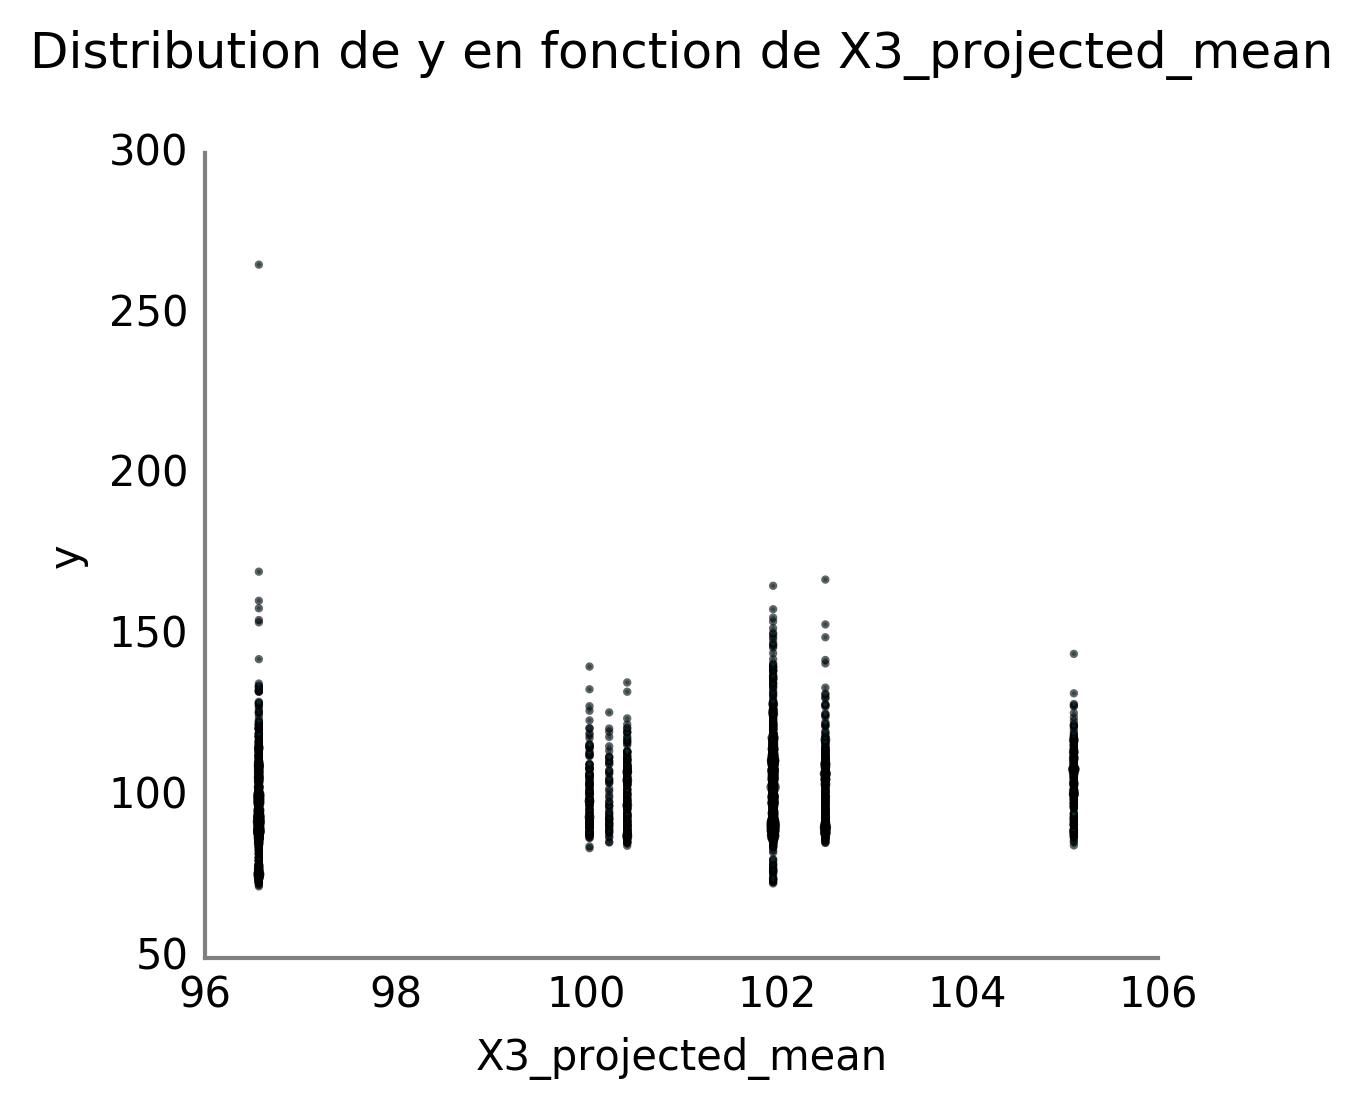 Distribution de y en fonction de X3_projected_mean
300
250
200
150
100
50
y
96 98 100 102 104 106
X3_projected_mean